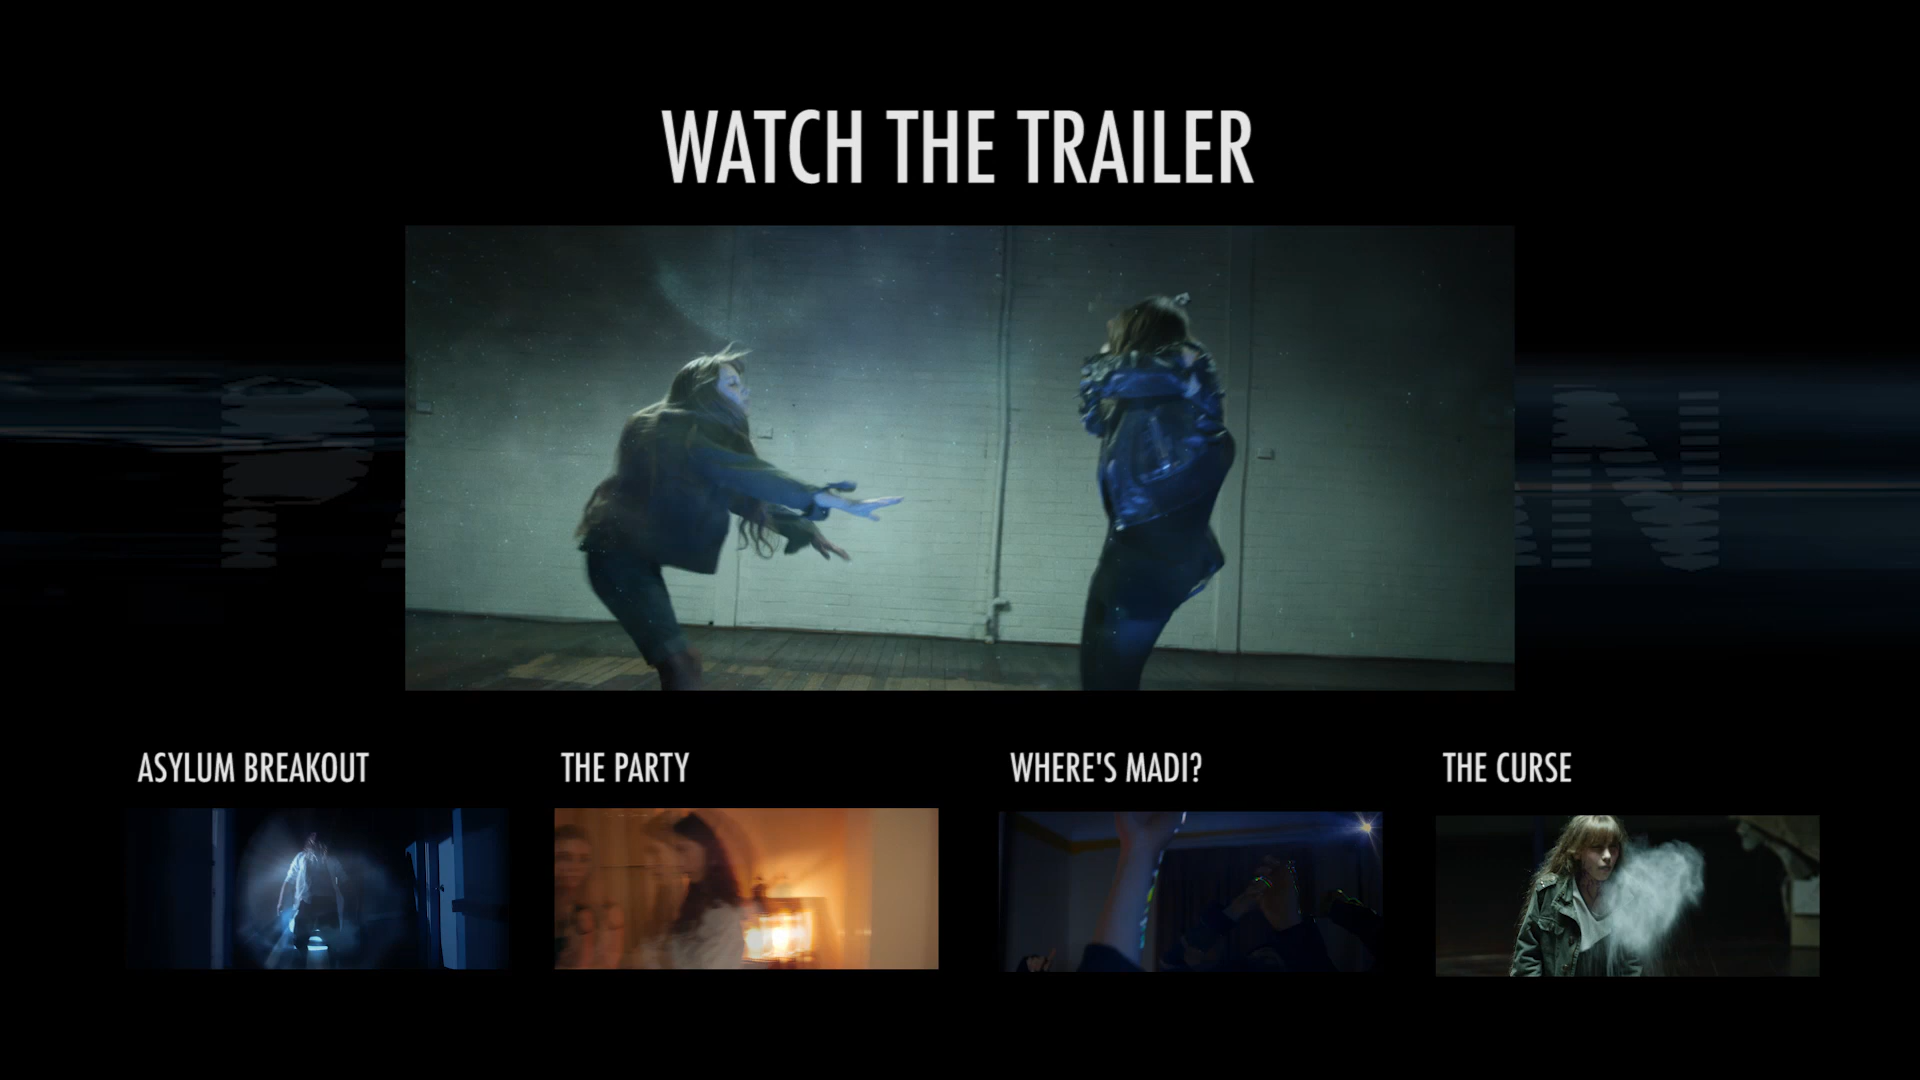 WATCH THE TRAILER
ASYLUM BREAKOUT
THE PARTY
WHERE'S MADI?
THE CURSE